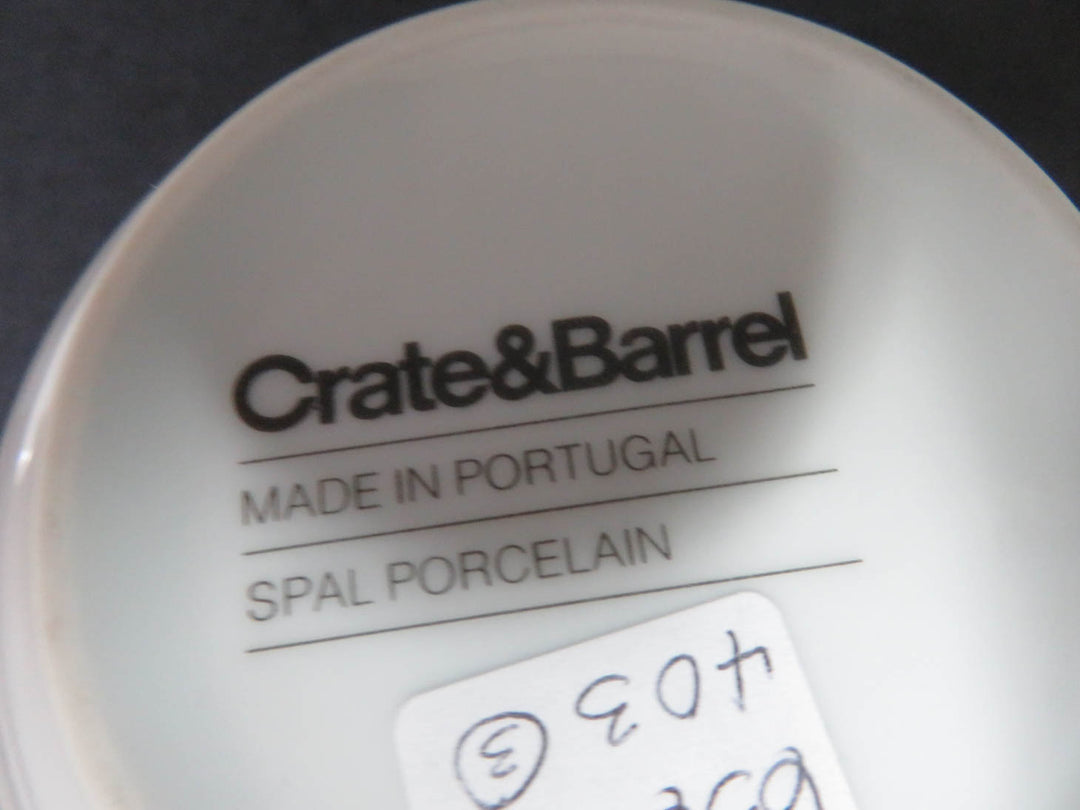 Crate&Barrel
MADE IN PORTUGAL
SPAL PORCELAIN
403 ③